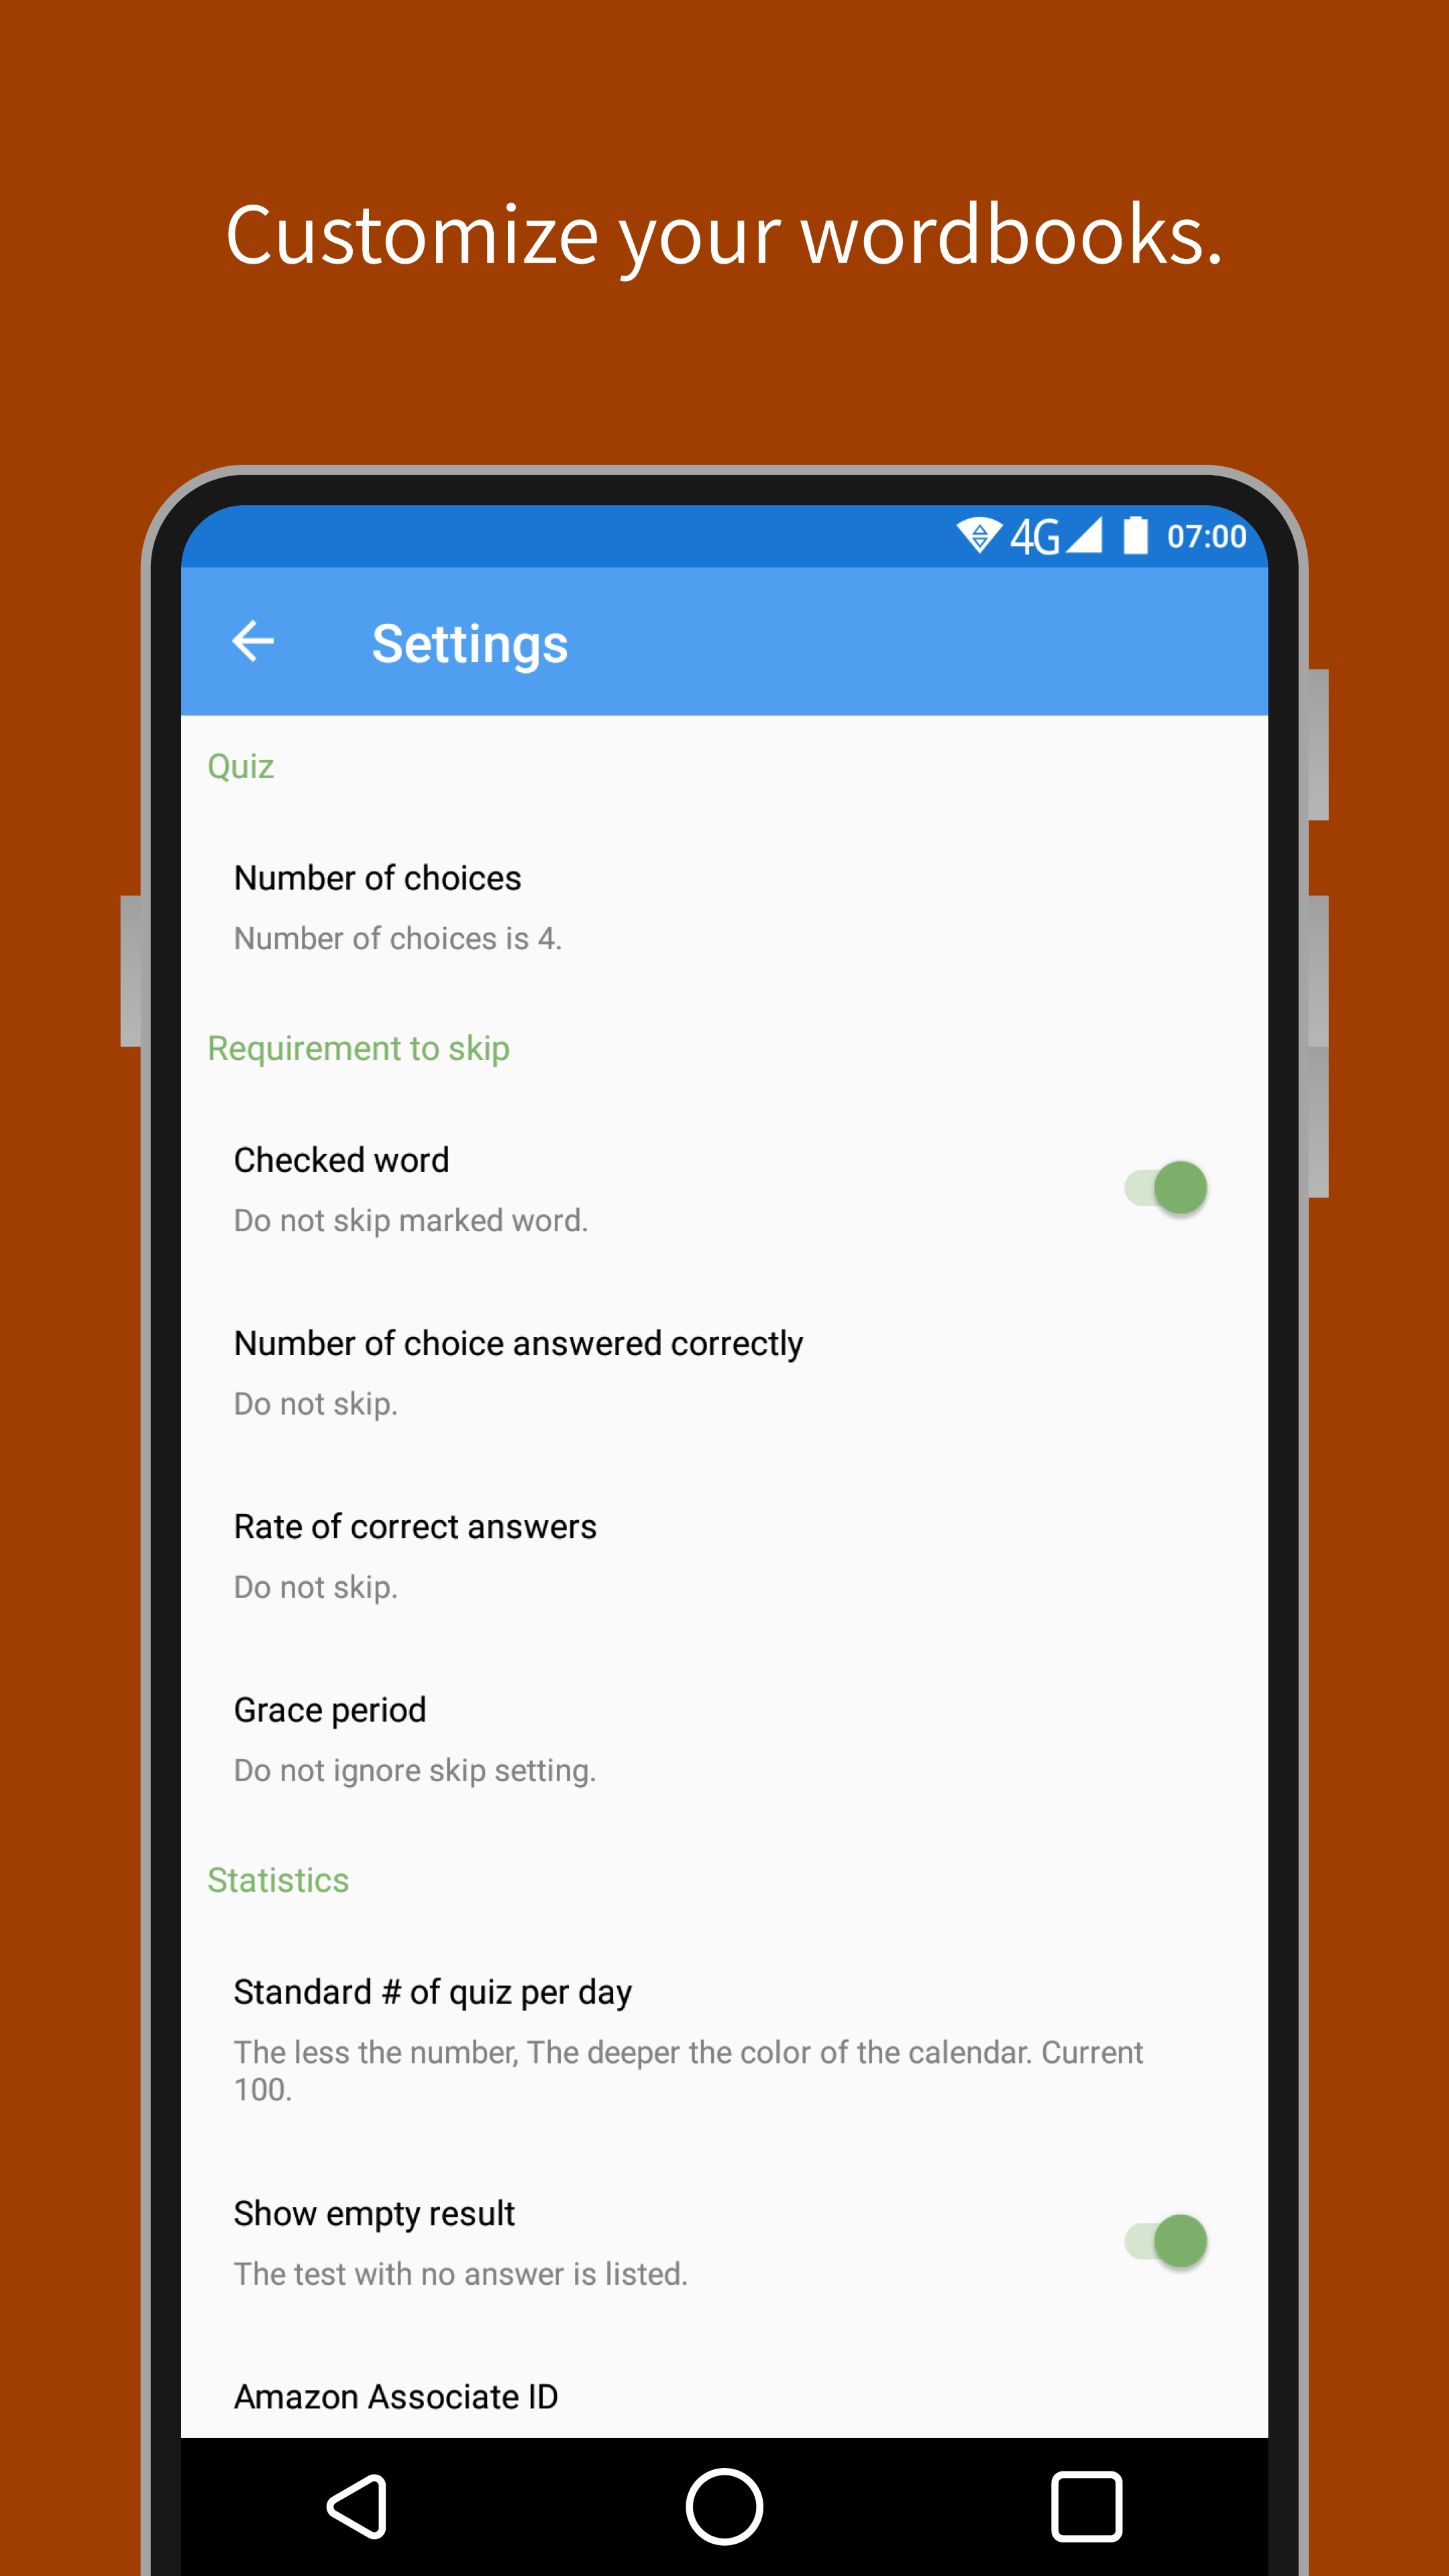 Customize your wordbooks.
4G 07:00
Settings
Quiz
Number of choices
Number of choices is 4.
Requirement to skip
Checked word
Do not skip marked word.
Number of choice answered correctly
Do not skip.
Rate of correct answers
Do not skip.
Grace period
Do not ignore skip setting.
Statistics
Standard # of quiz per day
The less the number, The deeper the color of the calendar. Current
100.
Show empty result
The test with no answer is listed.
Amazon Associate ID